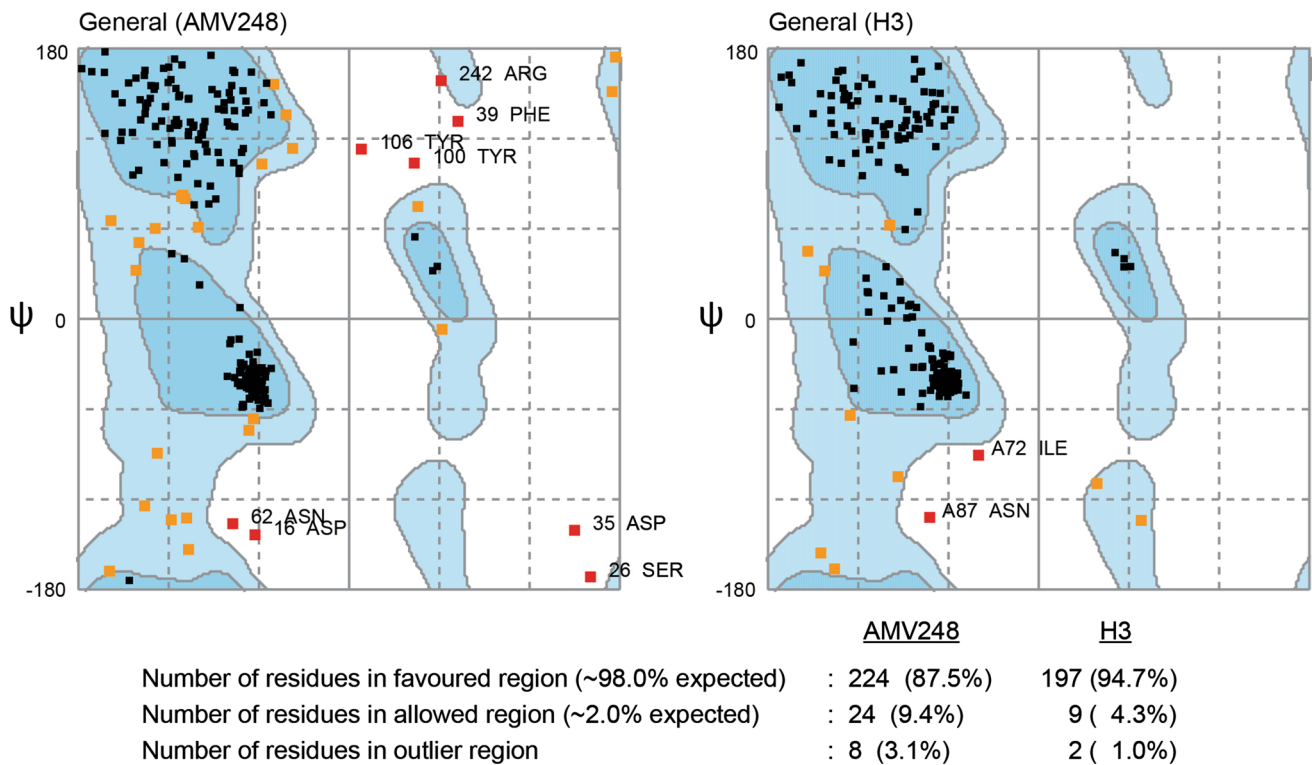 General (AMV248)
General (H3)
180
180
242 ARG
39 PHE
106 TYR
100 TYR
ψ
0
ψ
0
A72 ILE
62 ASN
16 ASP
35 ASP
A87 ASN
26 SER
-180
-180
AMV248 H3
Number of residues in favoured region (~98.0% expected) : 224 (87.5%) 197 (94.7%)
Number of residues in allowed region (~2.0% expected) : 24 (9.4%) 9 ( 4.3%)
Number of residues in outlier region : 8 (3.1%) 2 ( 1.0%)